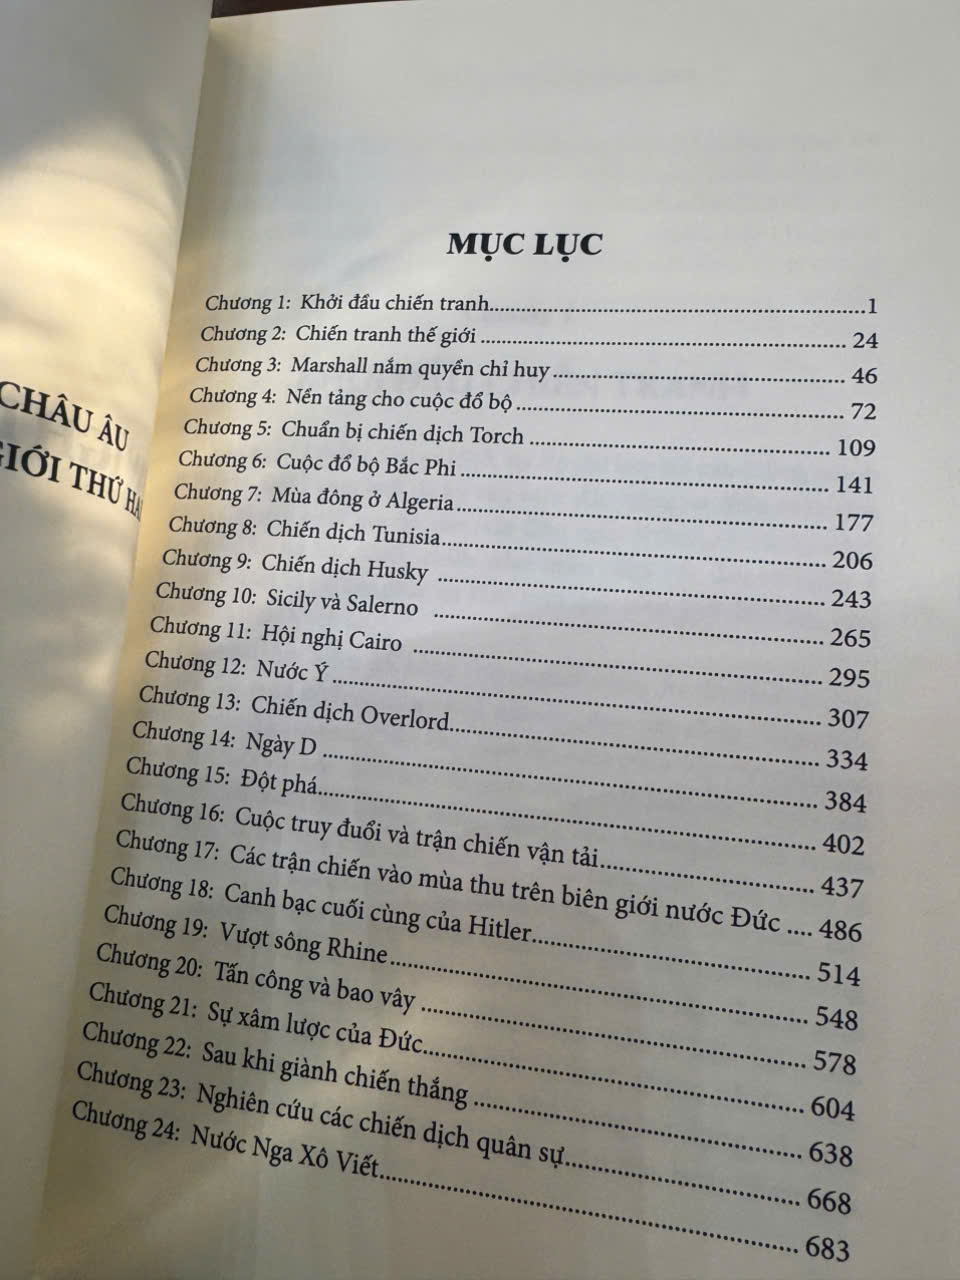 CHÂU ÂU
GIỚI THỨ HAI
MỤC LỤC
Chương 1: Khởi đầu chiến tranh..........1
Chương 2: Chiến tranh thế giới .......... 24
Chương 3: Marshall nắm quyền chỉ huy .......... 46
Chương 4: Nền tảng cho cuộc đổ bộ .......... 72
Chương 5: Chuẩn bị chiến dịch Torch .......... 109
Chương 6: Cuộc đổ bộ Bắc Phi .......... 141
Chương 7: Mùa đông ở Algeria.......... 177
Chương 8: Chiến dịch Tunisia.......... 206
Chương 9: Chiến dịch Husky .......... 243
Chương 10: Sicily và Salerno .......... 265
Chương 11: Hội nghị Cairo .......... 295
Chương 12: Nước Ý .......... 307
Chương 13: Chiến dịch Overlord.......... 334
Chương 14: Ngày D .......... 384
Chương 15: Đột phá.......... 402
Chương 16: Cuộc truy đuổi và trận chiến vận tải.......... 437
Chương 17: Các trận chiến vào mùa thu trên biên giới nước Đức .... 486
Chương 18: Canh bạc cuối cùng của Hitler.......... 514
Chương 19: Vượt sông Rhine .......... 548
Chương 20: Tấn công và bao vây .......... 578
Chương 21: Sự xâm lược của Đức.......... 604
Chương 22: Sau khi giành chiến thắng .......... 638
Chương 23: Nghiên cứu các chiến dịch quân sự.......... 668
Chương 24: Nước Nga Xô Viết.......... 683